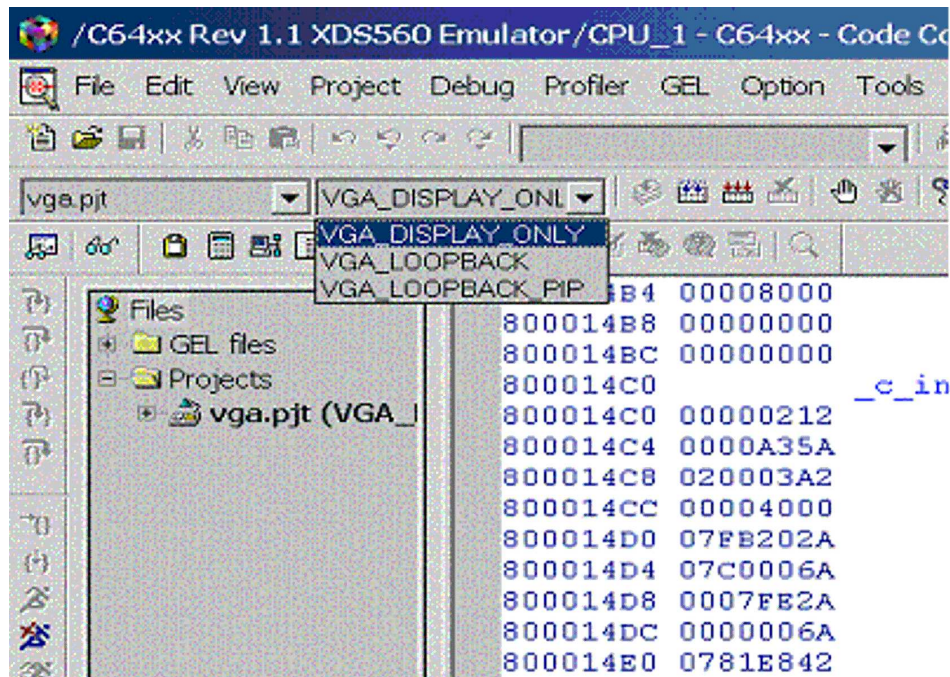 /C64xx Rev 1.1 XDS560 Emulator/CPU_1 - C64xx - Code Co
File Edit View Project Debug Profiler GEL Option Tools
vga.pjt VGA_DISPLAY_ONL
VGA_DISPLAY_ONLY
VGA_LOOPBACK
VGA_LOOPBACK_PIP
Files
GEL files
Projects
vga.pjt (VGA_
14B4 00008000
800014B8 00000000
800014BC 00000000
800014C0 _c_in
800014C0 00000212
800014C4 0000A35A
800014C8 020003A2
800014CC 00004000
800014D0 07FB202A
800014D4 07C0006A
800014D8 0007FE2A
800014DC 0000006A
800014E0 0781E842